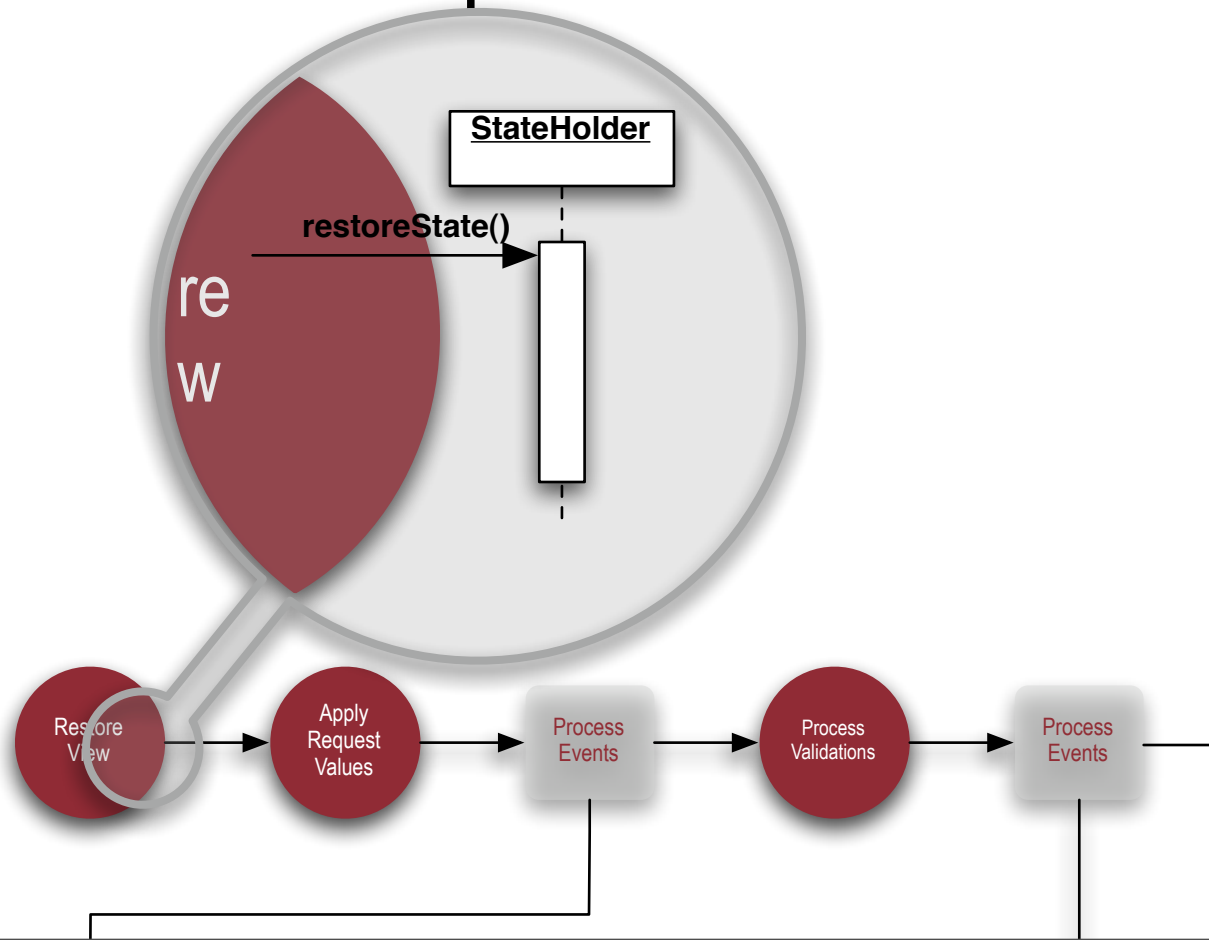 StateHolder
restoreState()
re
w
Restore
View
Apply
Request
Values
Process
Events
Process
Validations
Process
Events